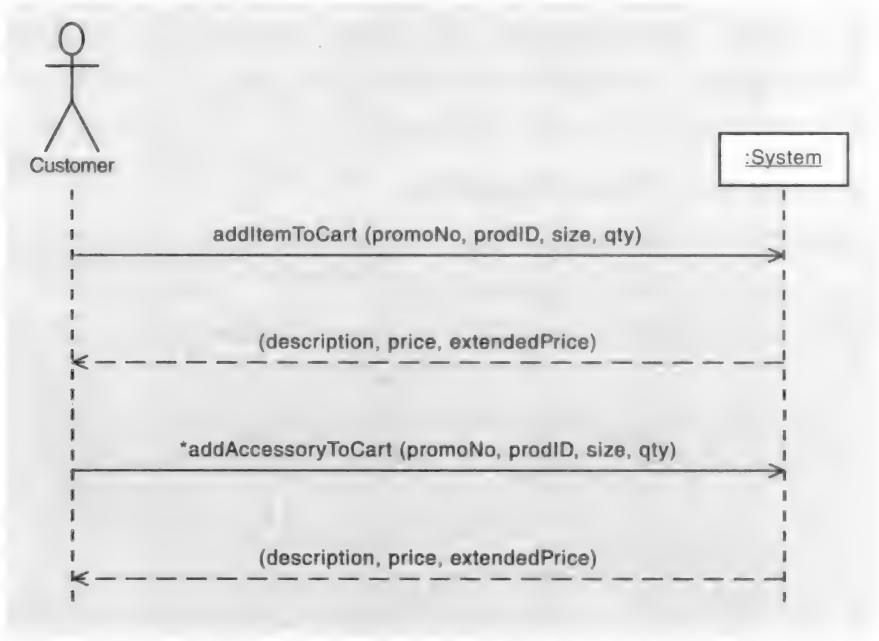 Customer
:System
addItemToCart (promoNo, prodID, size, qty)
(description, price, extendedPrice)
*addAccessoryToCart (promoNo, prodID, size, qty)
(description, price, extendedPrice)